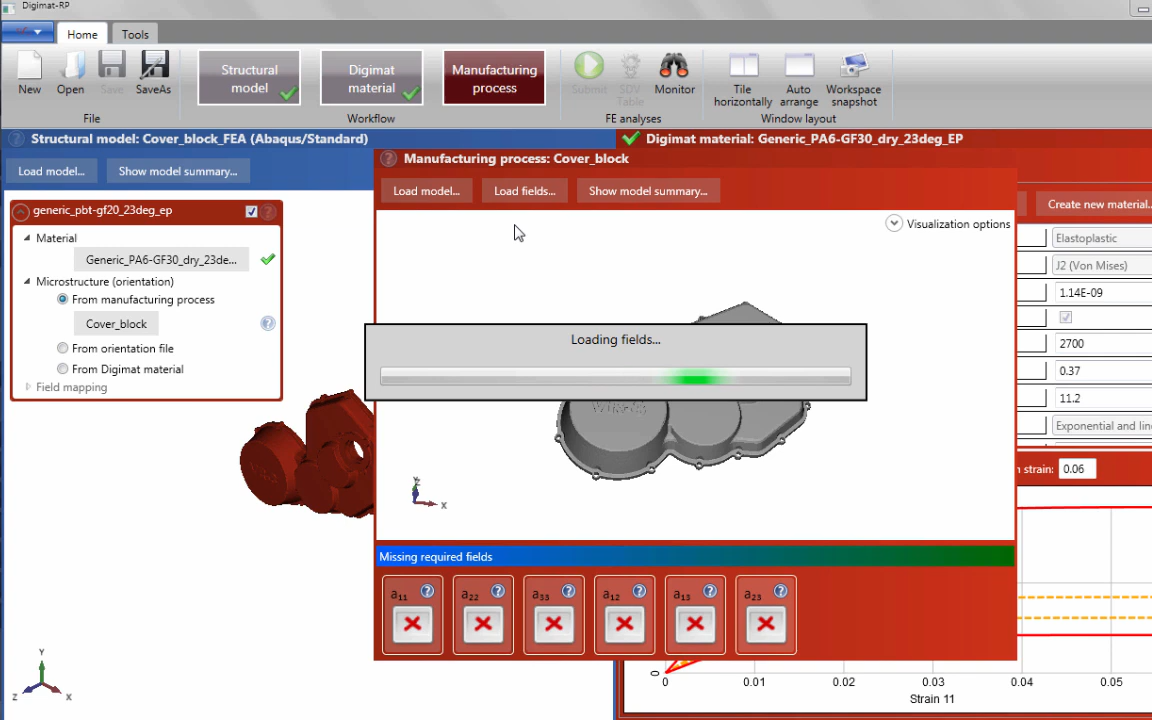 Digimat-RP
Home
Tools
New
Open
Save
SaveAs
File
Structural model
Digimat material
Manufacturing process
Workflow
Submit
SDV Table
Monitor
FE analyses
Tile horizontally
Auto arrange
Workspace snapshot
Window layout
Structural model: Cover_block_FEA (Abaqus/Standard)
Load model...
Show model summary...
Digimat material: Generic_PA6-GF30_dry_23deg_EP
Create new material...
Manufacturing process: Cover_block
Load model...
Load fields...
Show model summary...
Visualization options
generic_pbt-gf20_23deg_ep
Material
Generic_PA6-GF30_dry_23de...
Microstructure (orientation)
From manufacturing process
Cover_block
From orientation file
From Digimat material
Field mapping
Loading fields...
Elastoplastic
J2 (Von Mises)
1.14E-09
2700
0.37
11.2
strain: 0.06
Missing required fields
a11
a22
a33
a12
a13
a23
Y
X
Z
Y
X
0
0 0.01 0.02 0.03 0.04 0.05
Strain 11